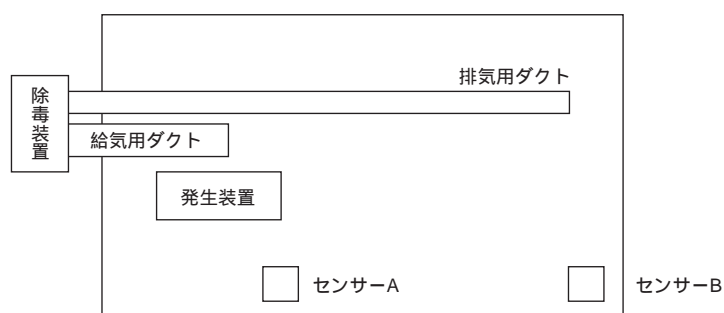 排気用ダクト
除毒装置
給気用ダクト
発生装置
センサーA
センサーB